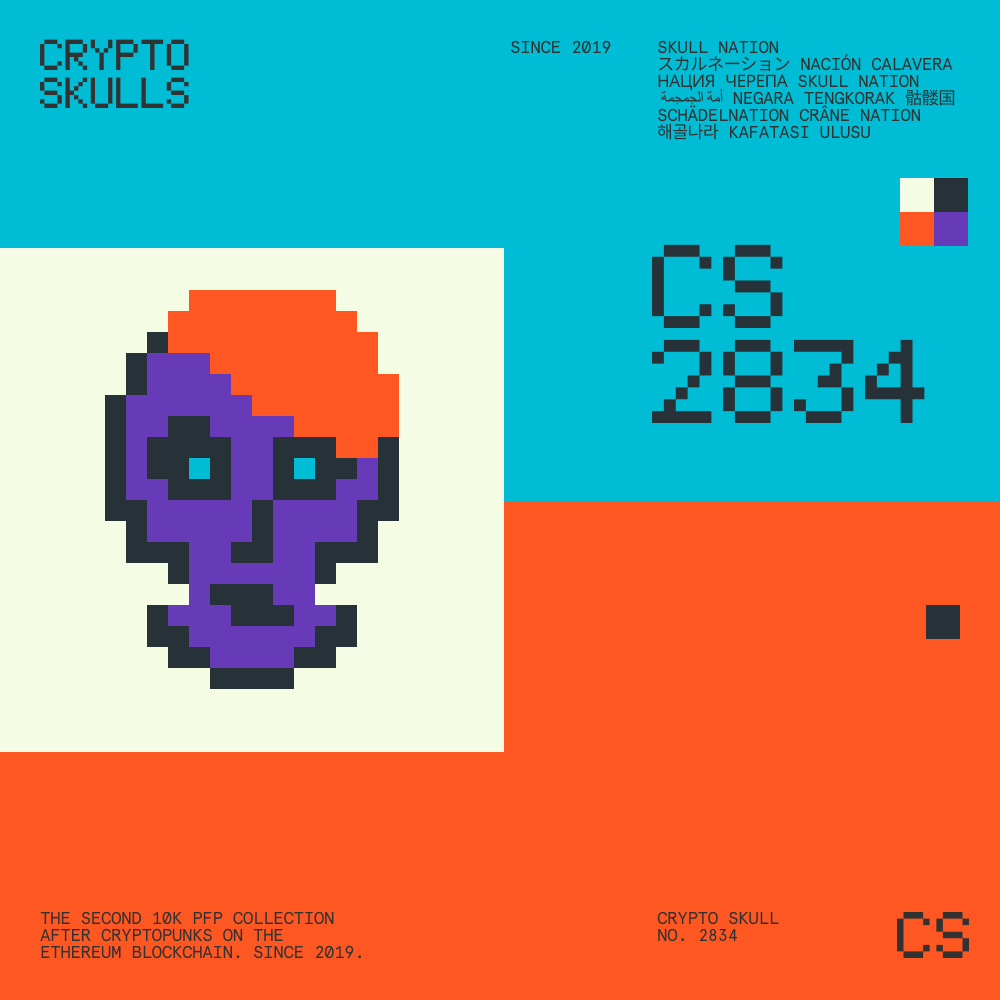 CRYPTO
SKULLS
SINCE 2019
SKULL NATION
スカルネーション NACIÓN CALAVERA
НАЦИЯ ЧЕРЕПА SKULL NATION
أمة الجمجمة NEGARA TENGKORAK 骷髅国
SCHÄDELNATION CRÂNE NATION
해골나라 KAFATASI ULUSU
CS
2834
THE SECOND 10K PFP COLLECTION
AFTER CRYPTOPUNKS ON THE
ETHEREUM BLOCKCHAIN. SINCE 2019.
CRYPTO SKULL
NO. 2834
CS